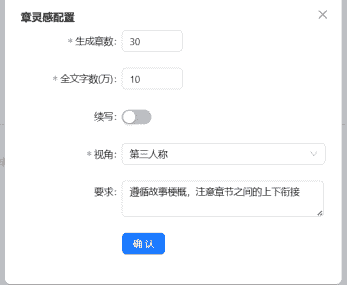 章灵感配置
* 生成章数: 30
* 全文字数(万): 10
续写:
* 视角: 第三人称
要求: 遵循故事梗概，注意章节之间的上下衔接
确 认